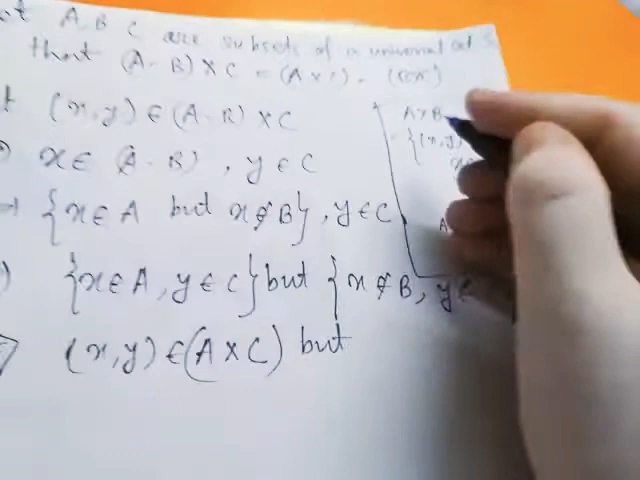 A, B C are subsets of a universal set
that (A - B) × C = (A × C) -
(x, y) ∈ (A - B) × C
x ∈ (A - B) , y ∈ C
⇒ {x ∈ A but x ∉ B} , y ∈ C
{x ∈ A , y ∈ C} but {x ∉ B, y ∈
(x, y) ∈ (A × C) but
A × B
{(x, y)